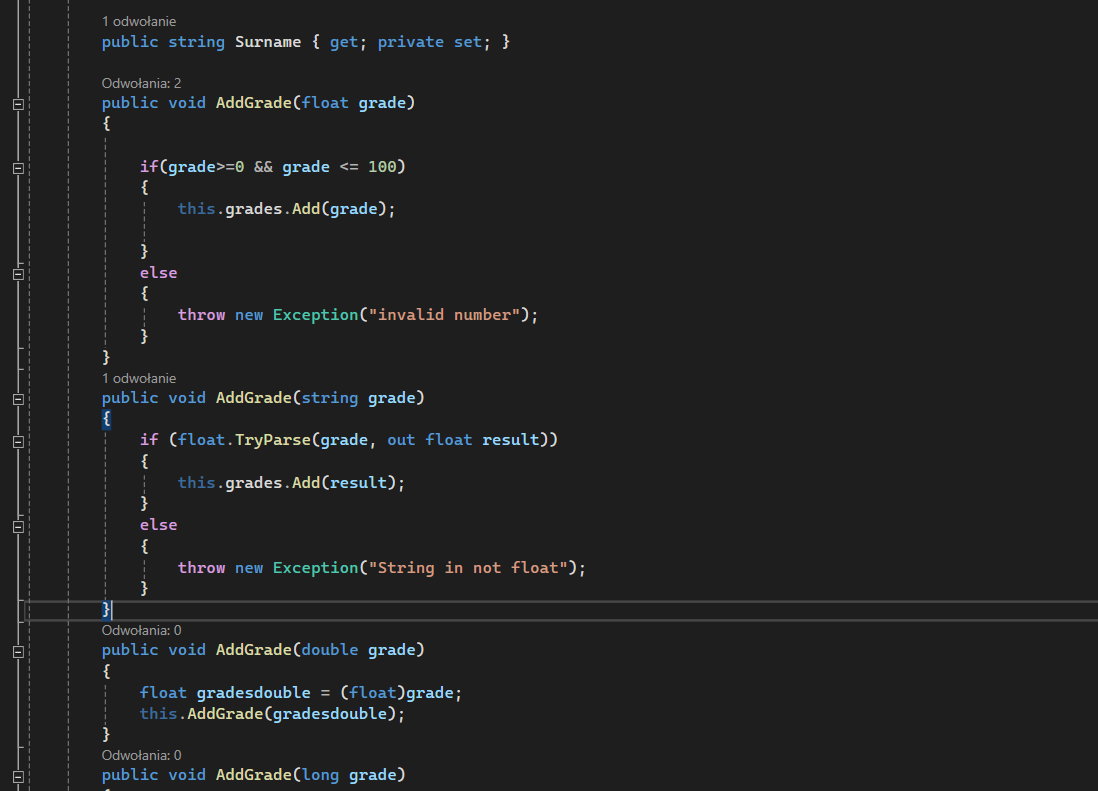 1 odwołanie
public string Surname { get; private set; }
Odwołania: 2
public void AddGrade(float grade)
{
if(grade>=0 && grade <= 100)
{
this.grades.Add(grade);
}
else
{
throw new Exception("invalid number");
}
}
1 odwołanie
public void AddGrade(string grade)
{
if (float.TryParse(grade, out float result))
{
this.grades.Add(result);
}
else
{
throw new Exception("String in not float");
}
}
Odwołania: 0
public void AddGrade(double grade)
{
float gradesdouble = (float)grade;
this.AddGrade(gradesdouble);
}
Odwołania: 0
public void AddGrade(long grade)
{